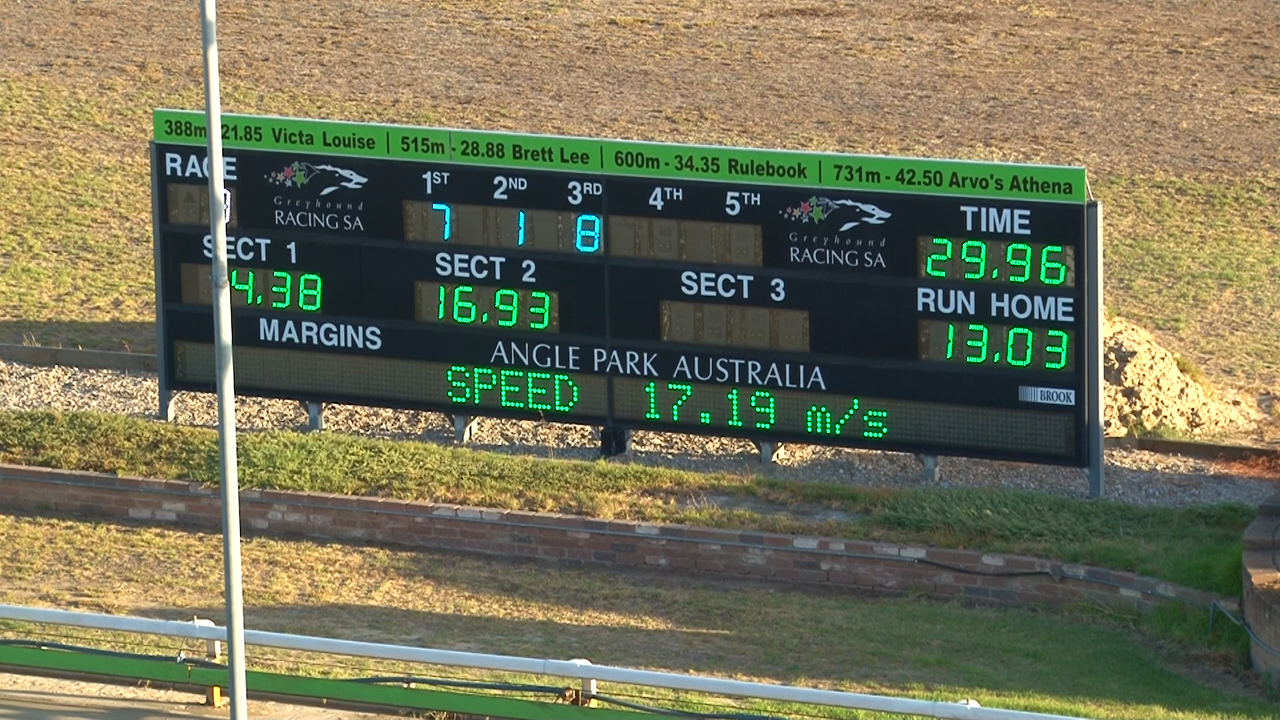 388m 21.85 Victa Louise | 515m - 28.88 Brett Lee | 600m - 34.35 Rulebook | 731m - 42.50 Arvo's Athena
RACE
Greyhound
RACING SA
1ST 2ND 3RD 4TH 5TH
7 1 8
Greyhound
RACING SA
TIME
29.96
SECT 1
4.38
SECT 2
16.93
SECT 3
RUN HOME
13.03
MARGINS
ANGLE PARK AUSTRALIA
BROOK
SPEED 17.19 m/s